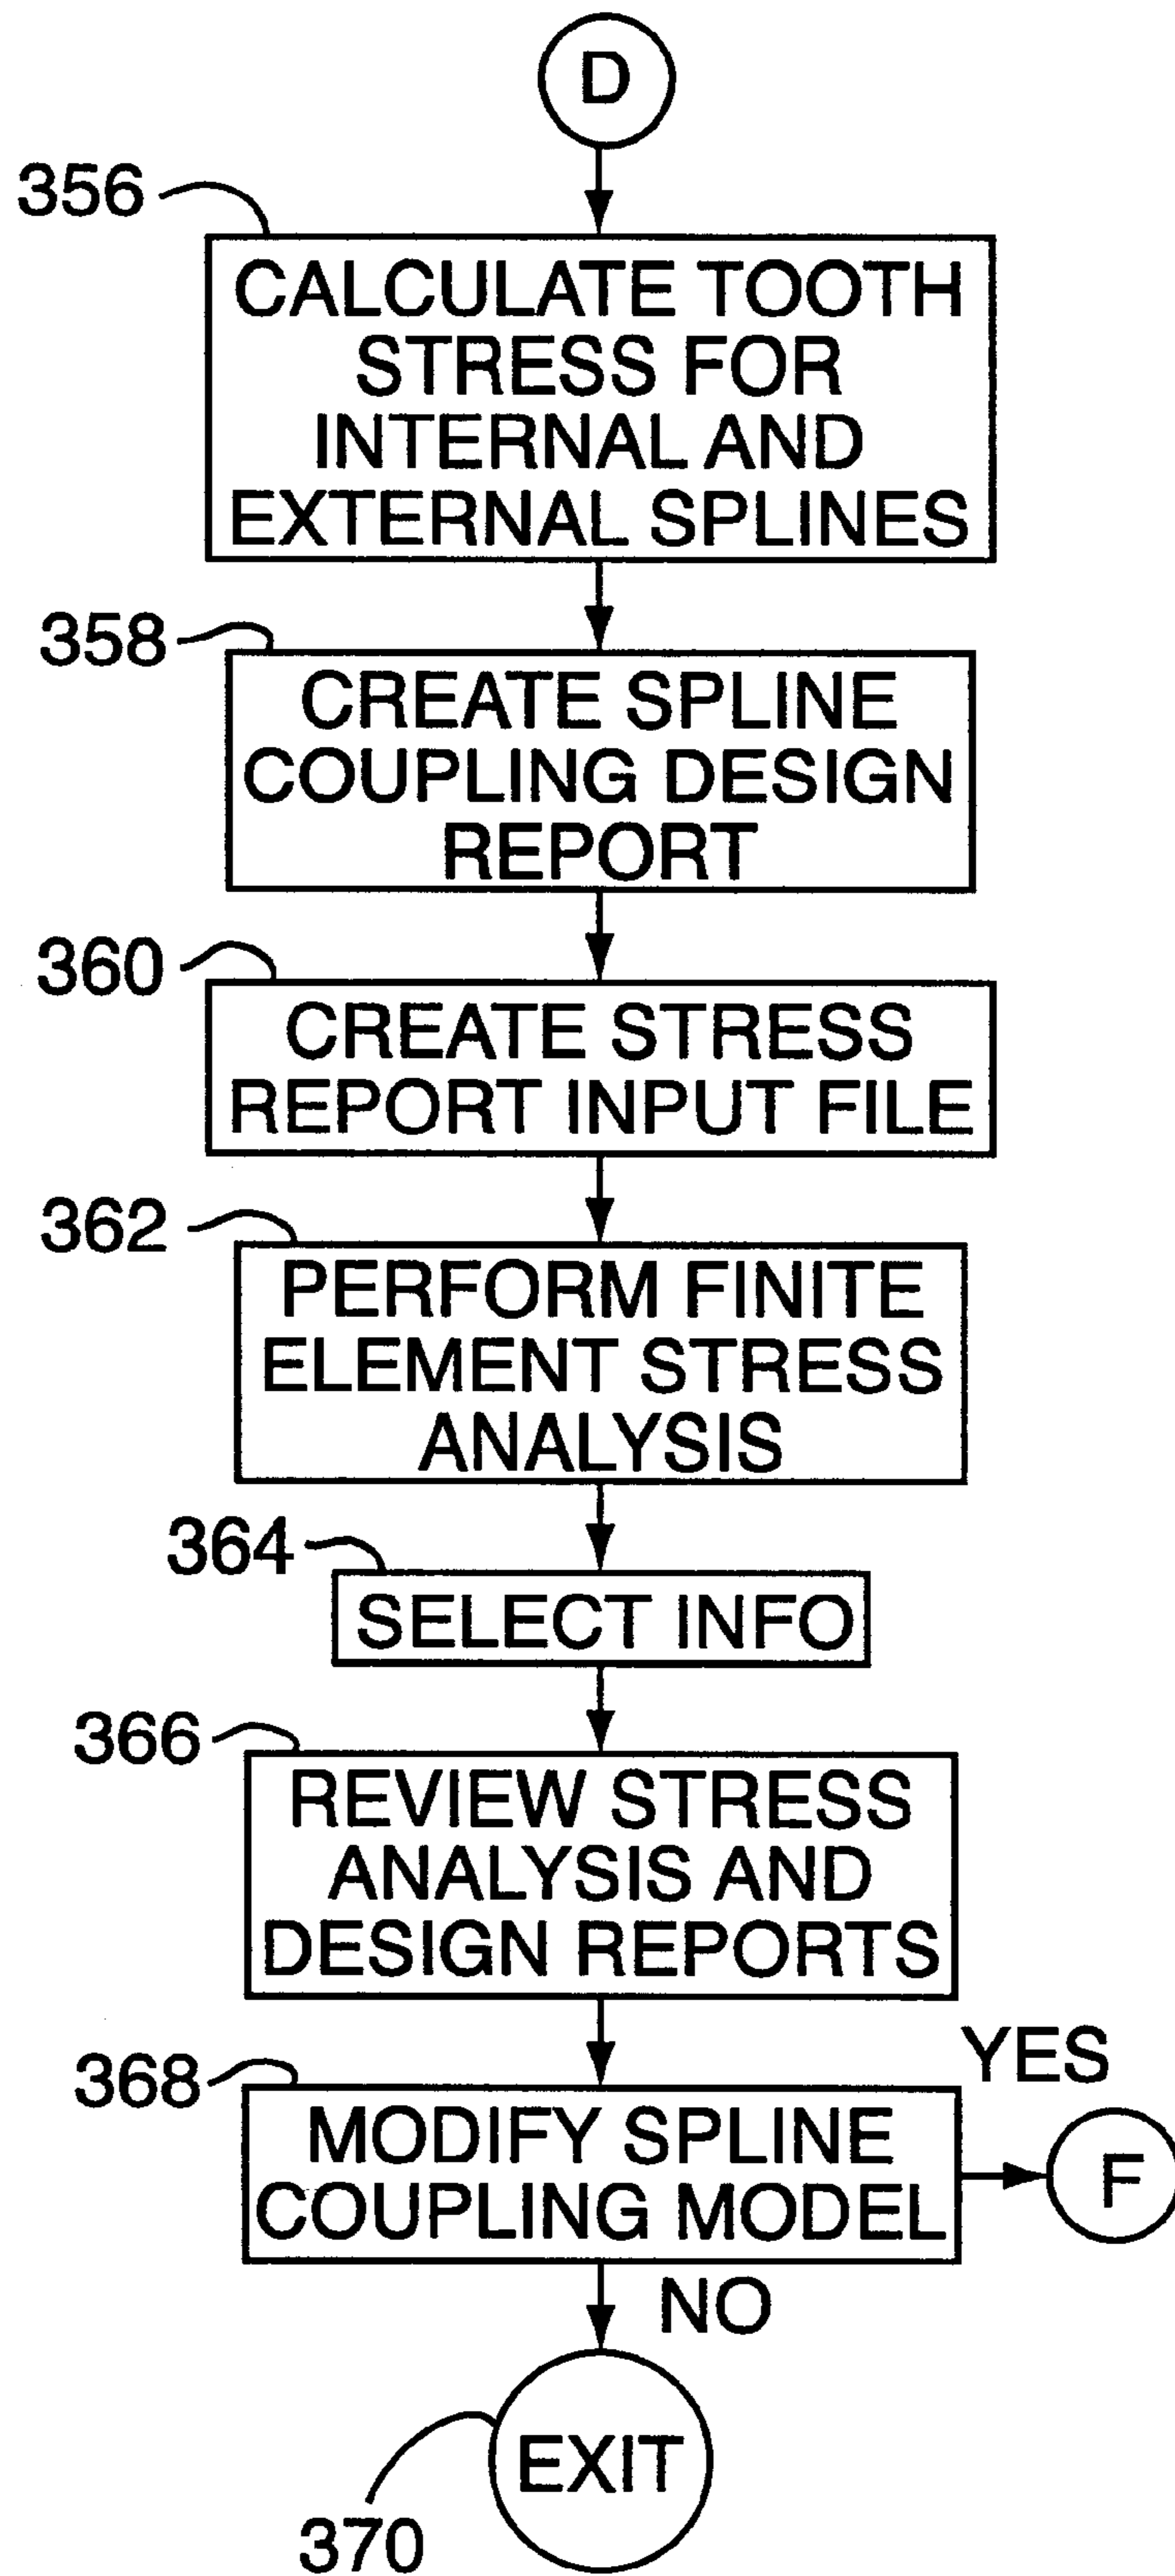 D
356
CALCULATE TOOTH
STRESS FOR
INTERNAL AND
EXTERNAL SPLINES
358
CREATE SPLINE
COUPLING DESIGN
REPORT
360
CREATE STRESS
REPORT INPUT FILE
362
PERFORM FINITE
ELEMENT STRESS
ANALYSIS
364
SELECT INFO
366
REVIEW STRESS
ANALYSIS AND
DESIGN REPORTS
368
MODIFY SPLINE
COUPLING MODEL
YES
F
NO
EXIT
370